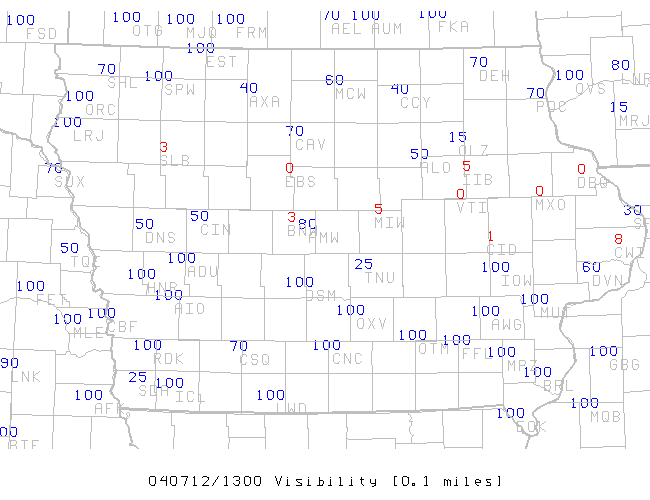 100 100 100 100 70 100 100
FSD OTG MJQ FRM AEL AUM FKA
100
EST
70 100 40 60 40 70 100 80
SHL SPW AXA MCW CCY DEH OVS LNR
100 70 15
ORC PDC MRJ
100 70 15
LRJ CAV OLZ
3 50
SLB ALO
70 0 5 0
SUX EBS IIB DBQ
0 0
VTI MXO
50 50 3 80 5 30
DNS CIN BNW AMW MIW
1 8
CID CWI
50 100 25 100 60
TQE ADU TNU IOW DVN
100 100 100
FET HNR DSM
100 100 100 100 100 100
MLE CBF AIO OXV AWG MUT
100 70 100 100 100 100 100
RDK CSQ CNC OTM FFL MPZ GBG
90 25 100 100
LNK SDA ICL BRL
100 100 100 100
AFK LWD EOK MQB
00
BIE
040712/1300 Visibility [0.1 miles]